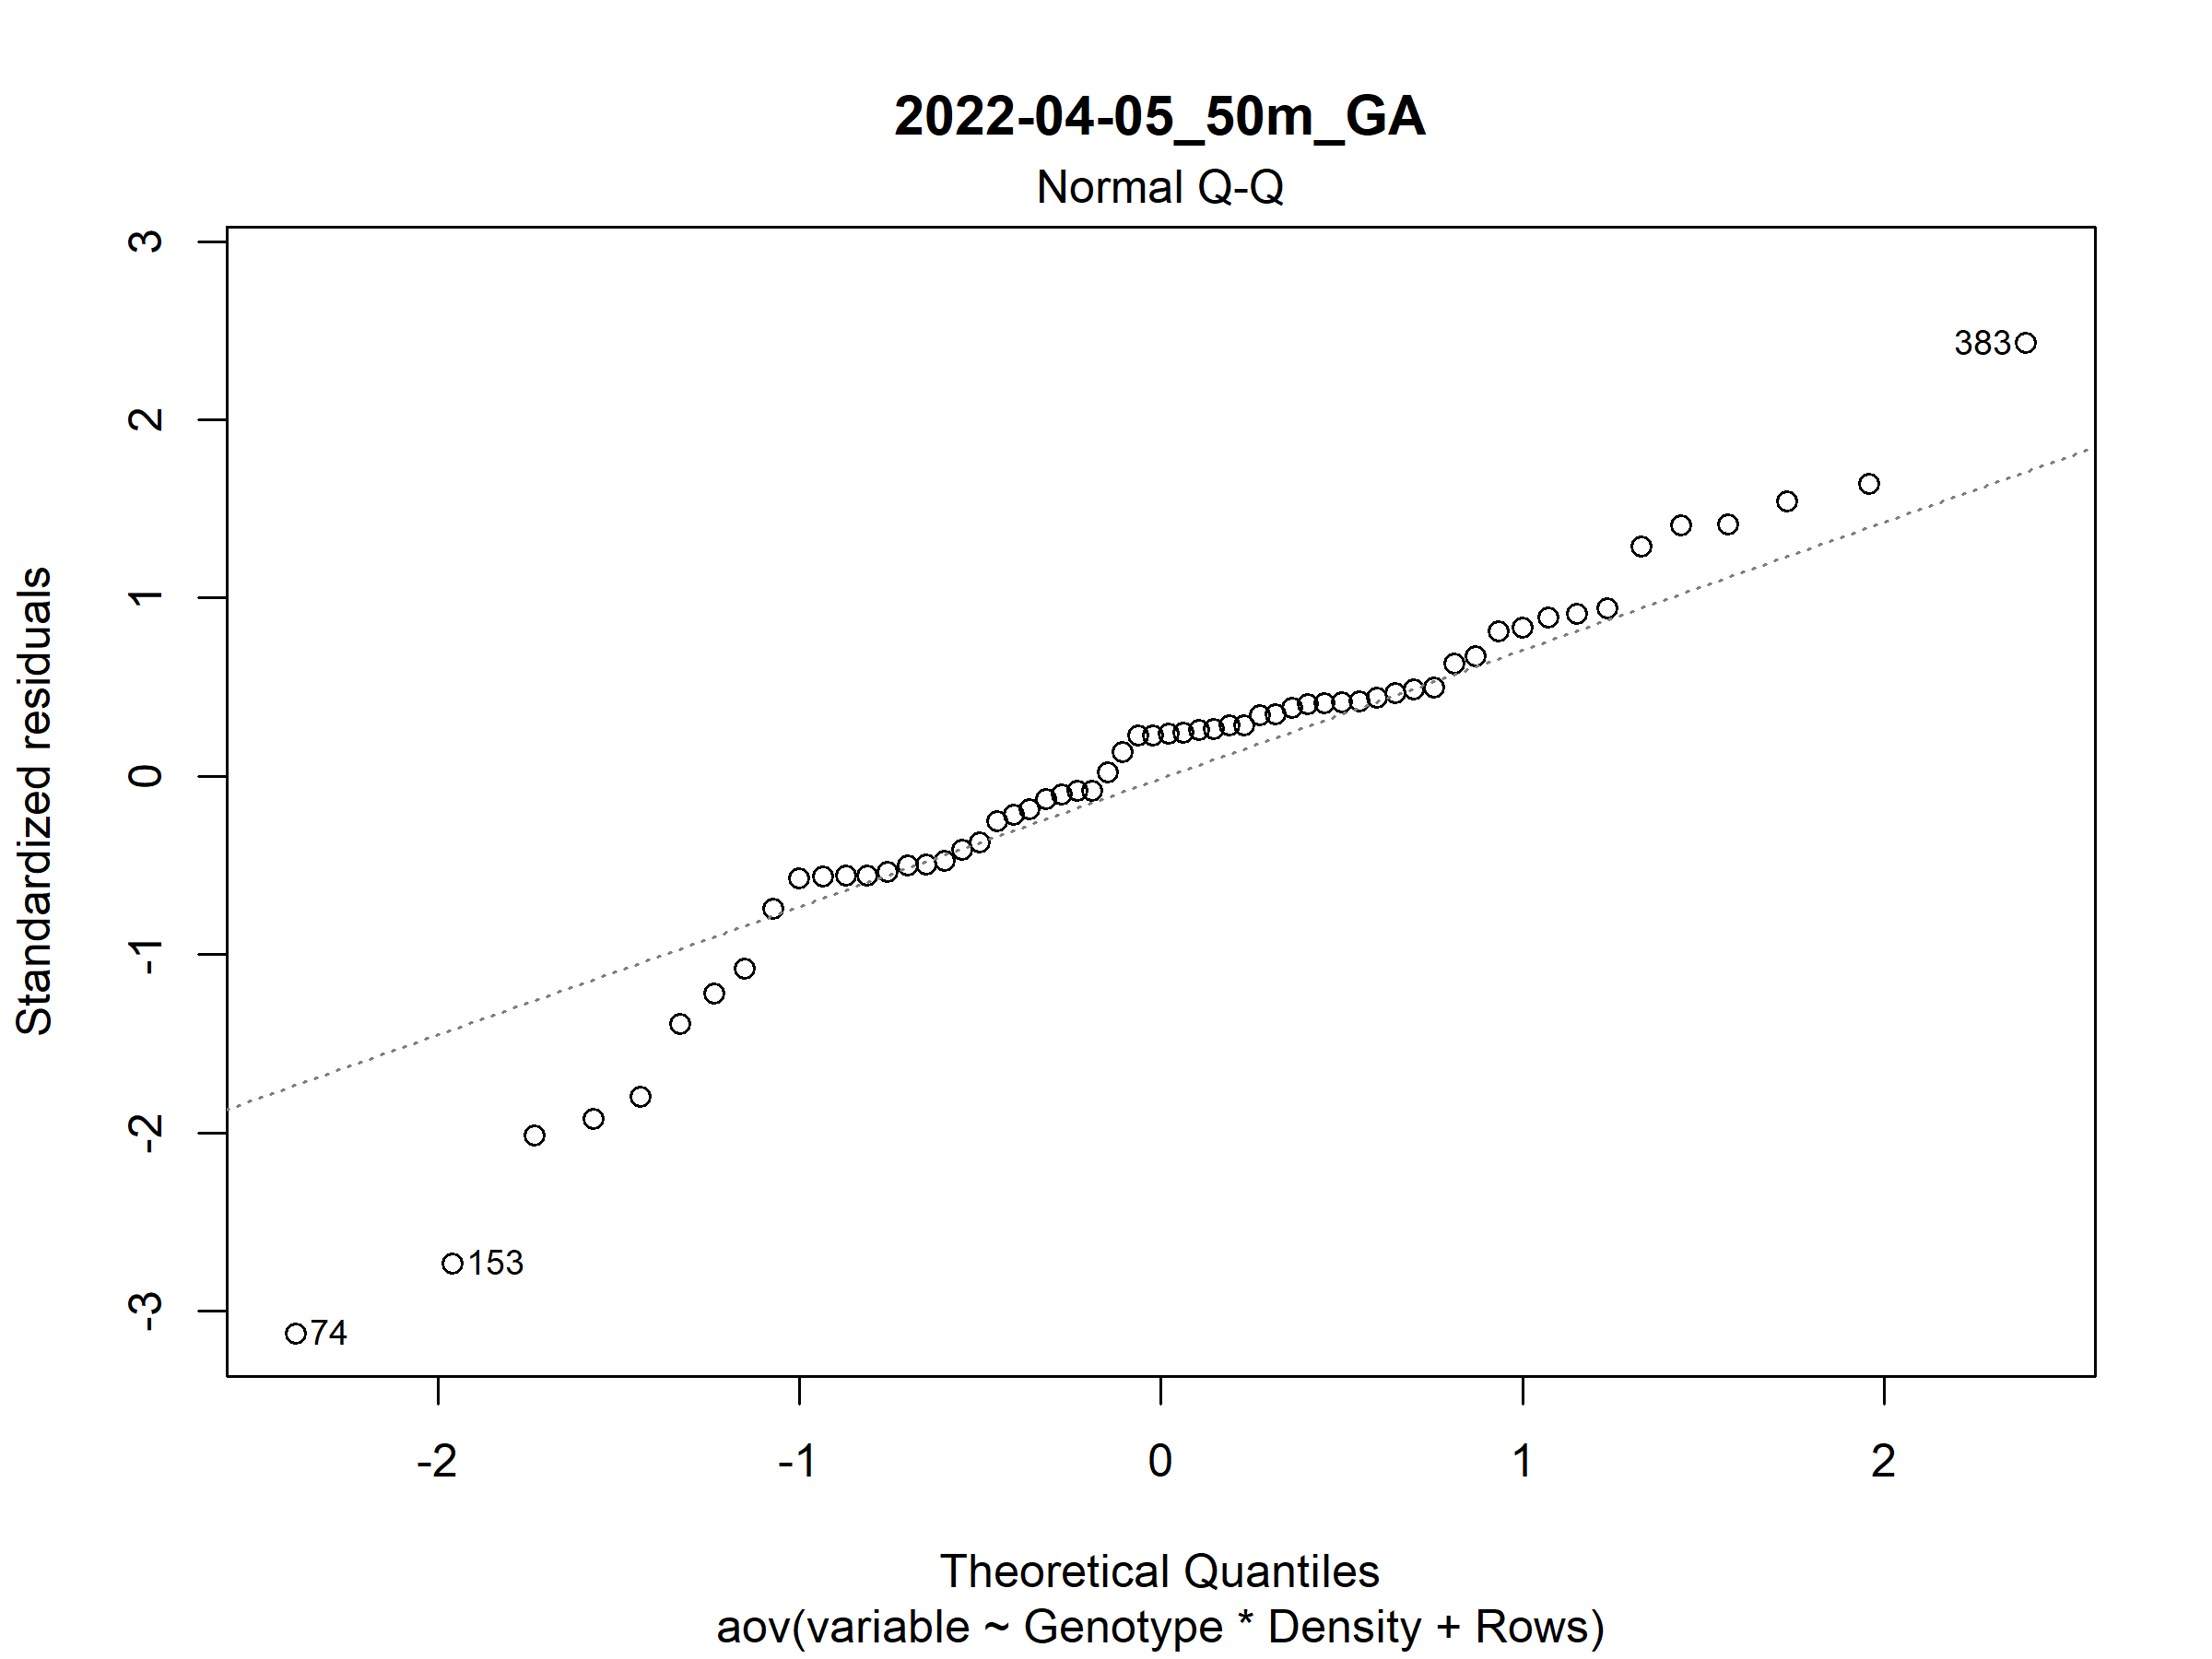 2022-04-05_50m_GA
Normal Q-Q
3
2
1
0
-1
-2
-3
Standardized residuals
383
153
74
-2 -1 0 1 2
Theoretical Quantiles
aov(variable ~ Genotype * Density + Rows)